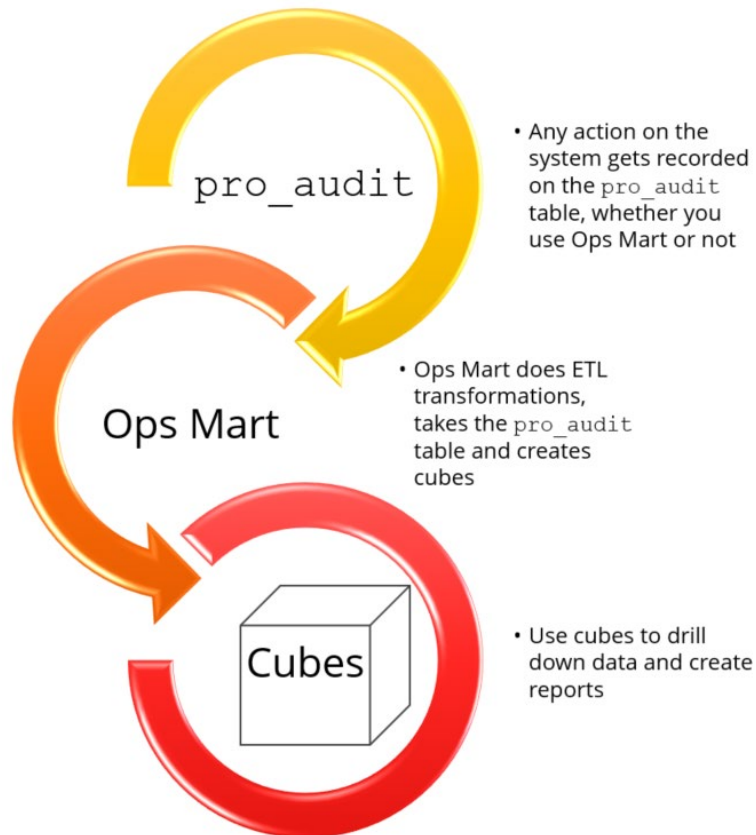 pro_audit
• Any action on the
system gets recorded
on the pro_audit
table, whether you
use Ops Mart or not
Ops Mart
• Ops Mart does ETL
transformations,
takes the pro_audit
table and creates
cubes
Cubes
• Use cubes to drill
down data and create
reports